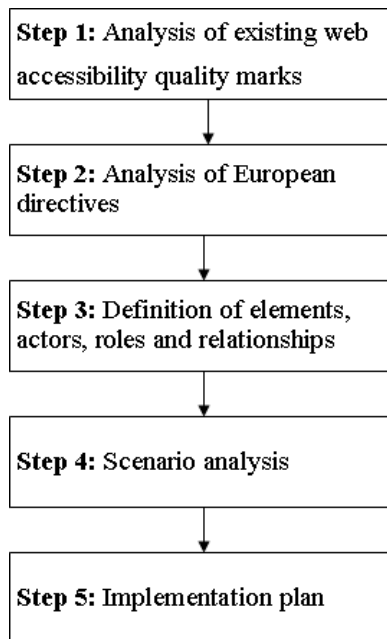 Step 1: Analysis of existing web
accessibility quality marks
Step 2: Analysis of European
directives
Step 3: Definition of elements,
actors, roles and relationships
Step 4: Scenario analysis
Step 5: Implementation plan